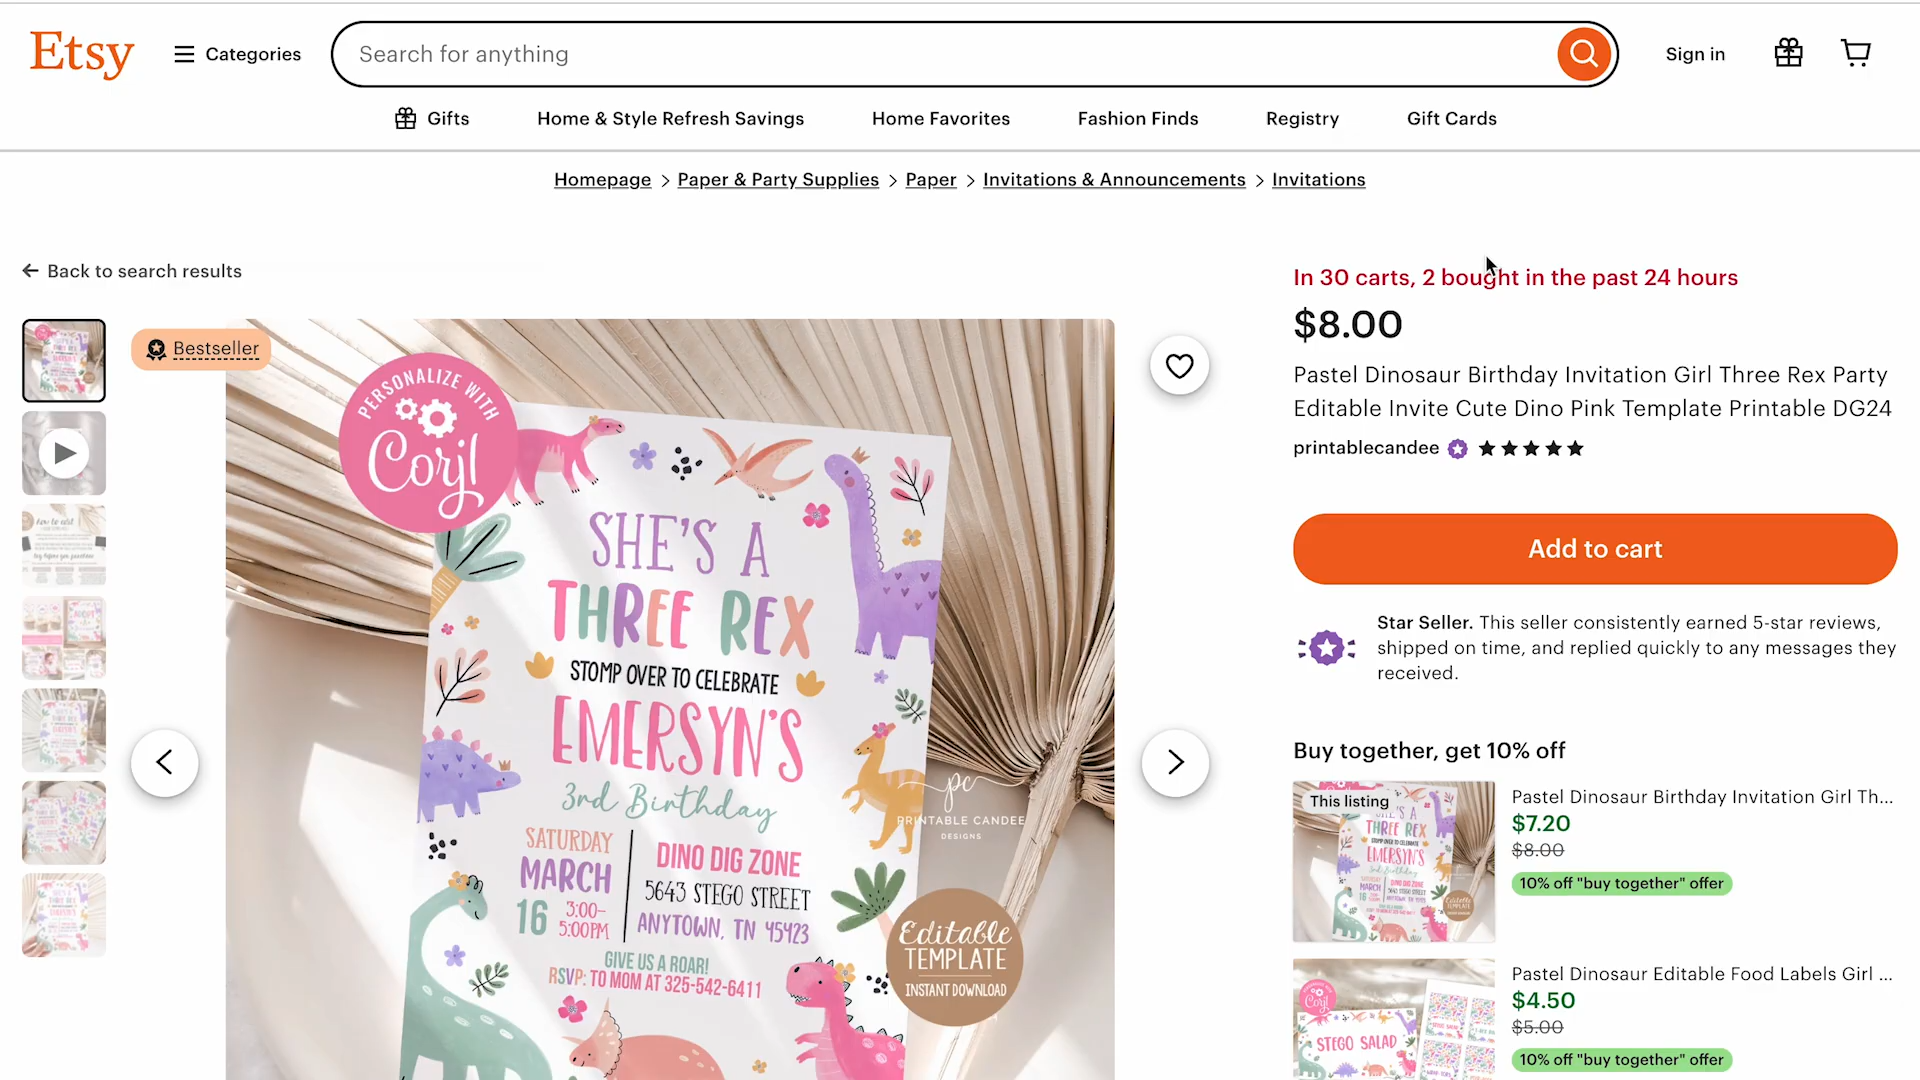 Etsy
Categories
Search for anything
Sign in
Gifts
Home & Style Refresh Savings
Home Favorites
Fashion Finds
Registry
Gift Cards
Homepage > Paper & Party Supplies > Paper > Invitations & Announcements > Invitations
Back to search results
Bestseller
PERSONALIZE WITH
Corjl
SHE'S A
THREE REX
STOMP OVER TO CELEBRATE
EMERSYN'S
3rd Birthday
SATURDAY
MARCH
16 3:00-
5:00PM
DINO DIG ZONE
5643 STEGO STREET
ANYTOWN, TN 45423
GIVE US A ROAR!
RSVP: TO MOM AT 325-542-6411
pc
PRINTABLE CANDEE
DESIGNS
Editable
TEMPLATE
INSTANT DOWNLOAD
In 30 carts, 2 bought in the past 24 hours
$8.00
Pastel Dinosaur Birthday Invitation Girl Three Rex Party
Editable Invite Cute Dino Pink Template Printable DG24
printablecandee
Add to cart
Star Seller. This seller consistently earned 5-star reviews,
shipped on time, and replied quickly to any messages they
received.
Buy together, get 10% off
This listing
Pastel Dinosaur Birthday Invitation Girl Th...
$7.20
$8.00
10% off "buy together" offer
Pastel Dinosaur Editable Food Labels Girl ...
$4.50
$5.00
10% off "buy together" offer
Corjl
STEGO SALAD